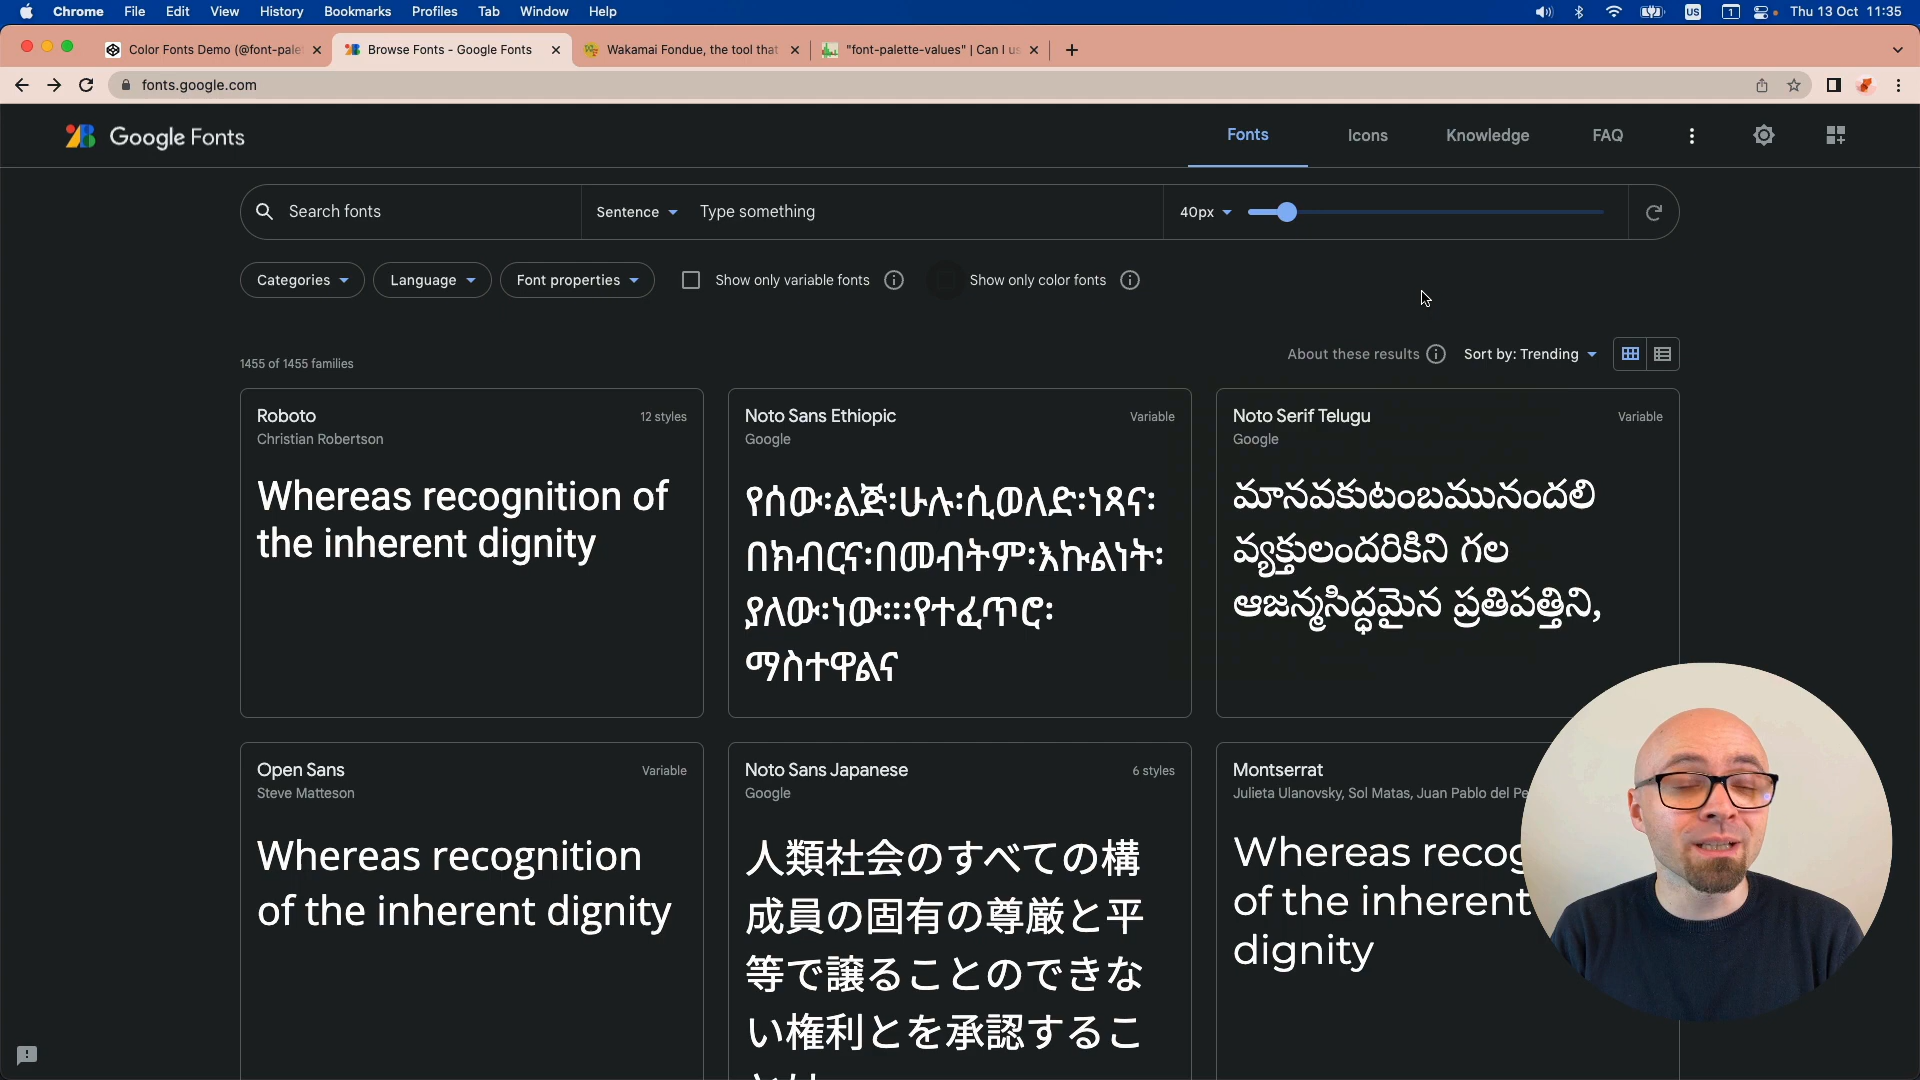 Chrome File Edit View History Bookmarks Profiles Tab Window Help US 1 Thu 13 Oct 11:35
Color Fonts Demo (@font-pale Browse Fonts - Google Fonts Wakamai Fondue, the tool that "font-palette-values" | Can I us
fonts.google.com
Google Fonts Fonts Icons Knowledge FAQ
Search fonts Sentence Type something 40px
Categories Language Font properties Show only variable fonts Show only color fonts
1455 of 1455 families About these results Sort by: Trending
Roboto 12 styles
Christian Robertson
Whereas recognition of
the inherent dignity
Noto Sans Ethiopic Variable
Google
የሰው፡ልጅ፡ሁሉ፡ሲወለድ፡ነጻና፡
በክብርና፡በመብትም፡እኩልነት፡
ያለው፡ነው።፡የተፈጥሮ፡
ማስተዋልና
Noto Serif Telugu Variable
Google
మానవకుటంబమునందలి
వ్యక్తులందరికిని గల
ఆజన్మసిద్ధమైన ప్రతిపత్తిని,
Open Sans Variable
Steve Matteson
Whereas recognition
of the inherent dignity
Noto Sans Japanese 6 styles
Google
人類社会のすべての構
成員の固有の尊厳と平
等で譲ることのできな
い権利とを承認するこ
Montserrat
Julieta Ulanovsky, Sol Matas, Juan Pablo del Pe
Whereas recog
of the inherent
dignity